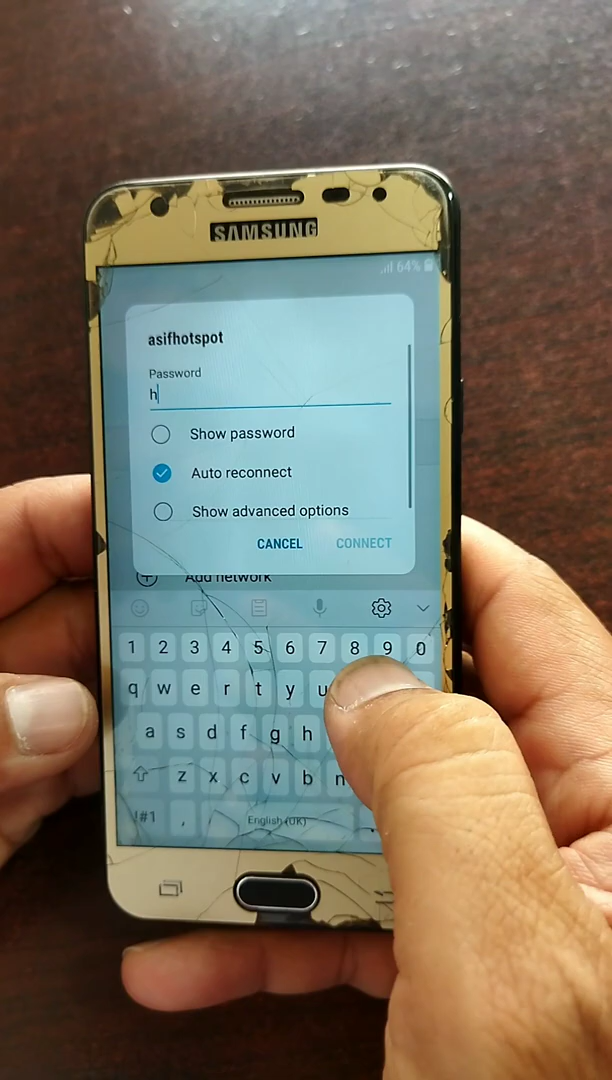 SAMSUNG
64%
asifhotspot
Password
h
Show password
Auto reconnect
Show advanced options
CANCEL CONNECT
Add network
1 2 3 4 5 6 7 8 9 0
q w e r t y u
a s d f g h
z x c v b n
!#1 , English (UK) .